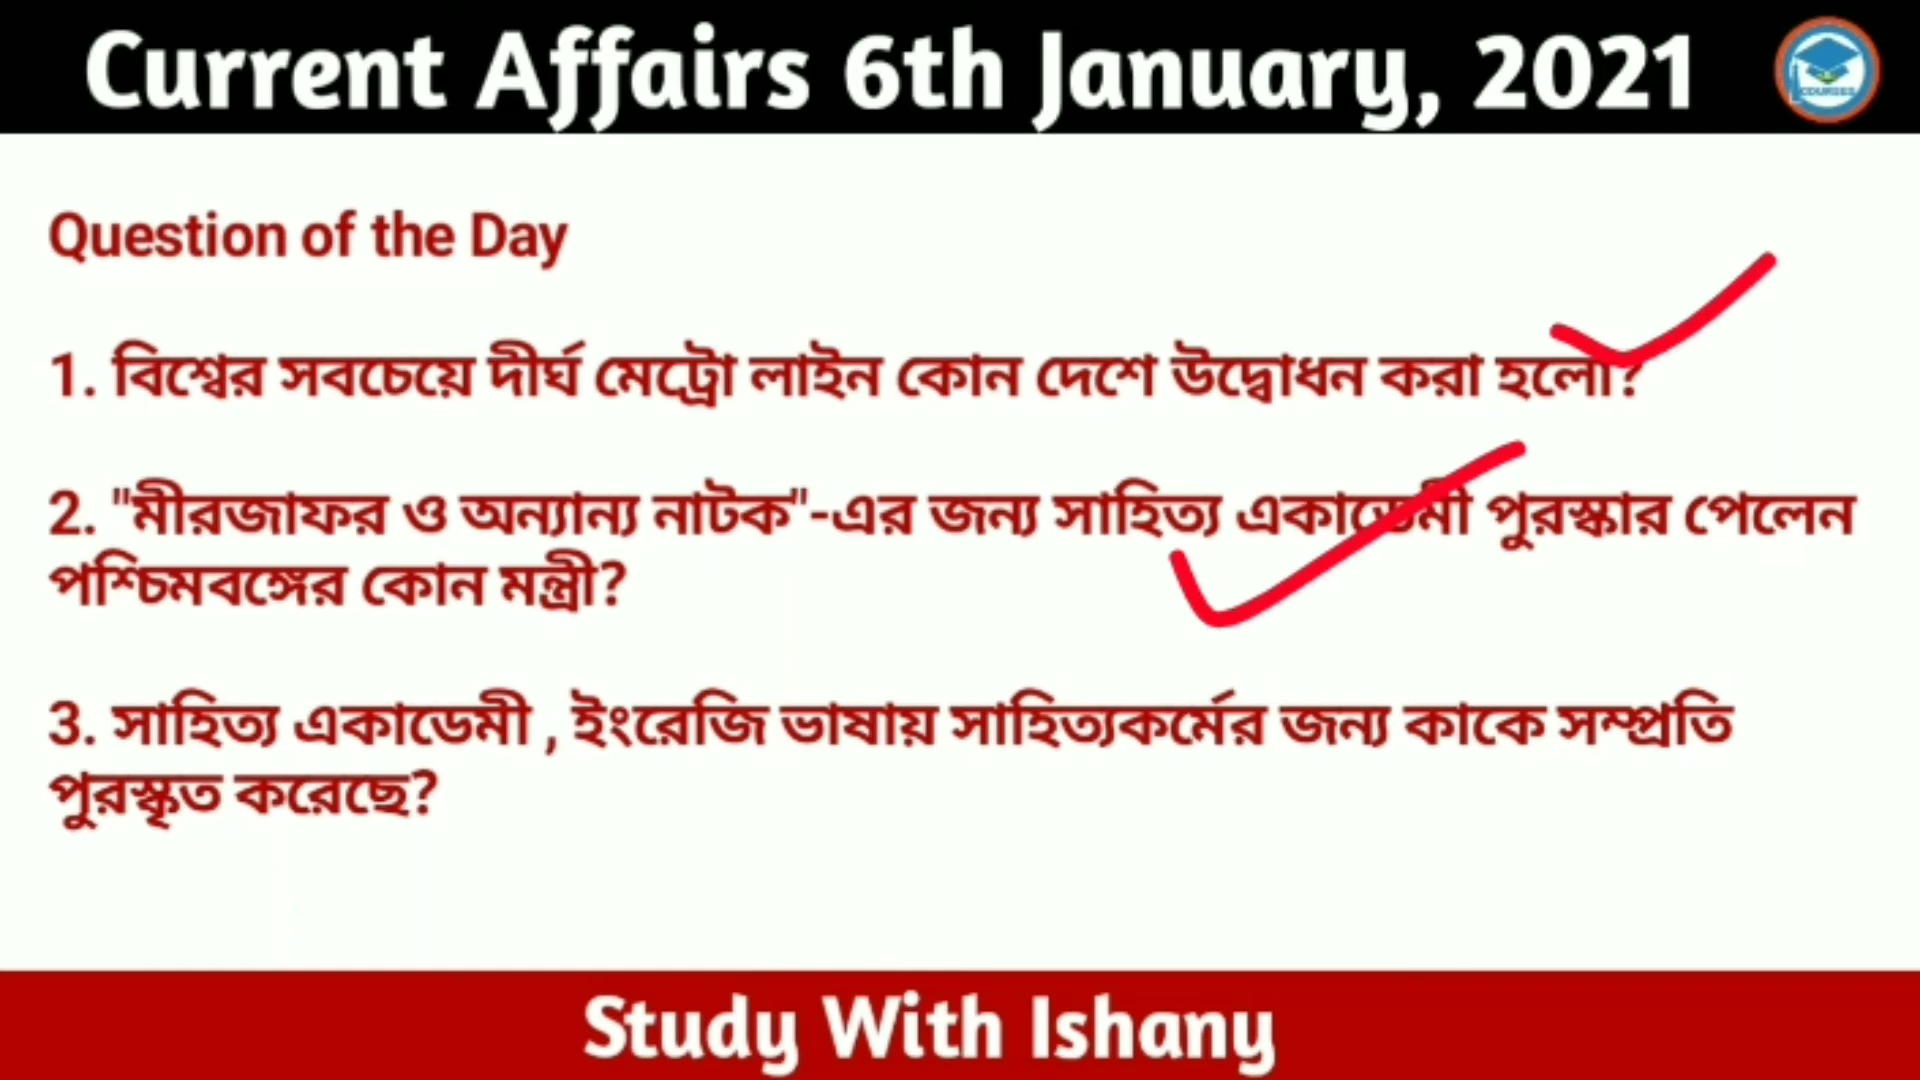 Current Affairs 6th January, 2021
COURSES
Question of the Day
1. বিশ্বের সবচেয়ে দীর্ঘ মেট্রো লাইন কোন দেশে উদ্বোধন করা হলো?
2. "মীরজাফর ও অন্যান্য নাটক"-এর জন্য সাহিত্য একাডেমী পুরস্কার পেলেন
পশ্চিমবঙ্গের কোন মন্ত্রী?
3. সাহিত্য একাডেমী , ইংরেজি ভাষায় সাহিত্যকর্মের জন্য কাকে সম্প্রতি
পুরস্কৃত করেছে?
Study With Ishany